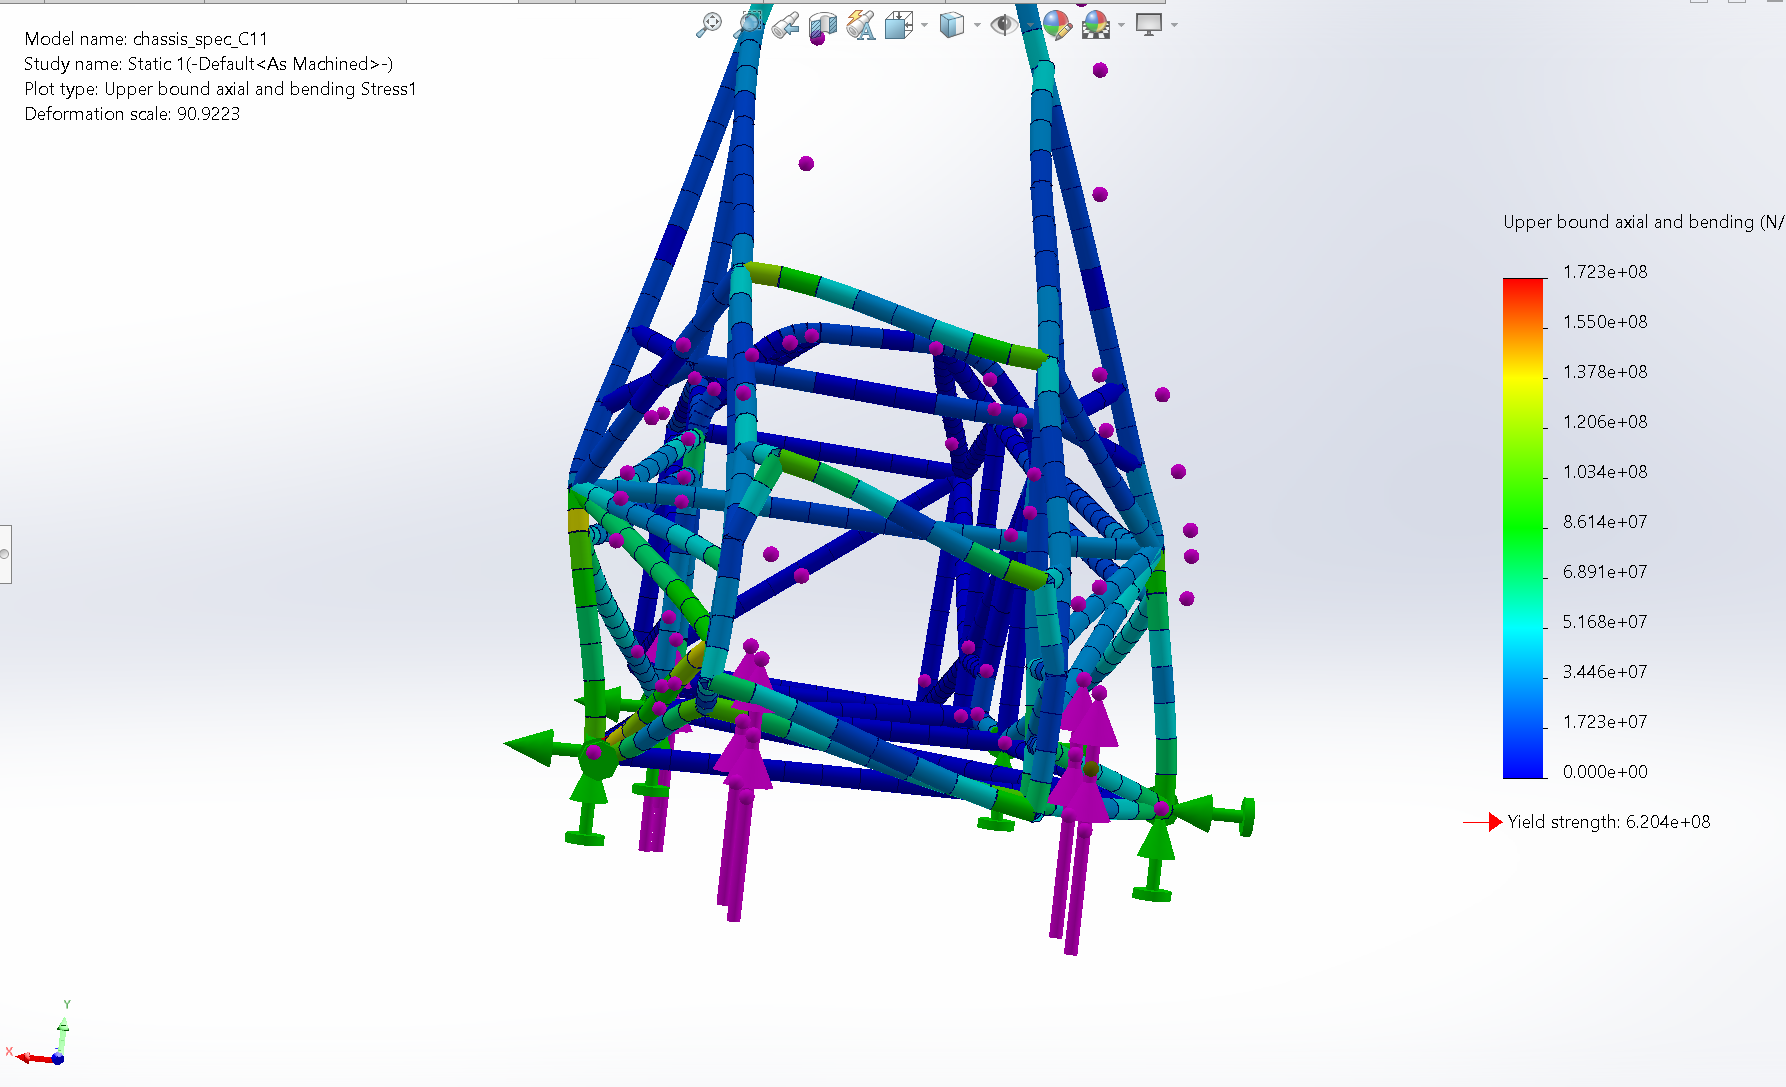 Model name: chassis_spec_C11
Study name: Static 1(-Default<As Machined>-)
Plot type: Upper bound axial and bending Stress1
Deformation scale: 90.9223
Upper bound axial and bending (N/
1.723e+08
1.550e+08
1.378e+08
1.206e+08
1.034e+08
8.614e+07
6.891e+07
5.168e+07
3.446e+07
1.723e+07
0.000e+00
Yield strength: 6.204e+08
Y
X